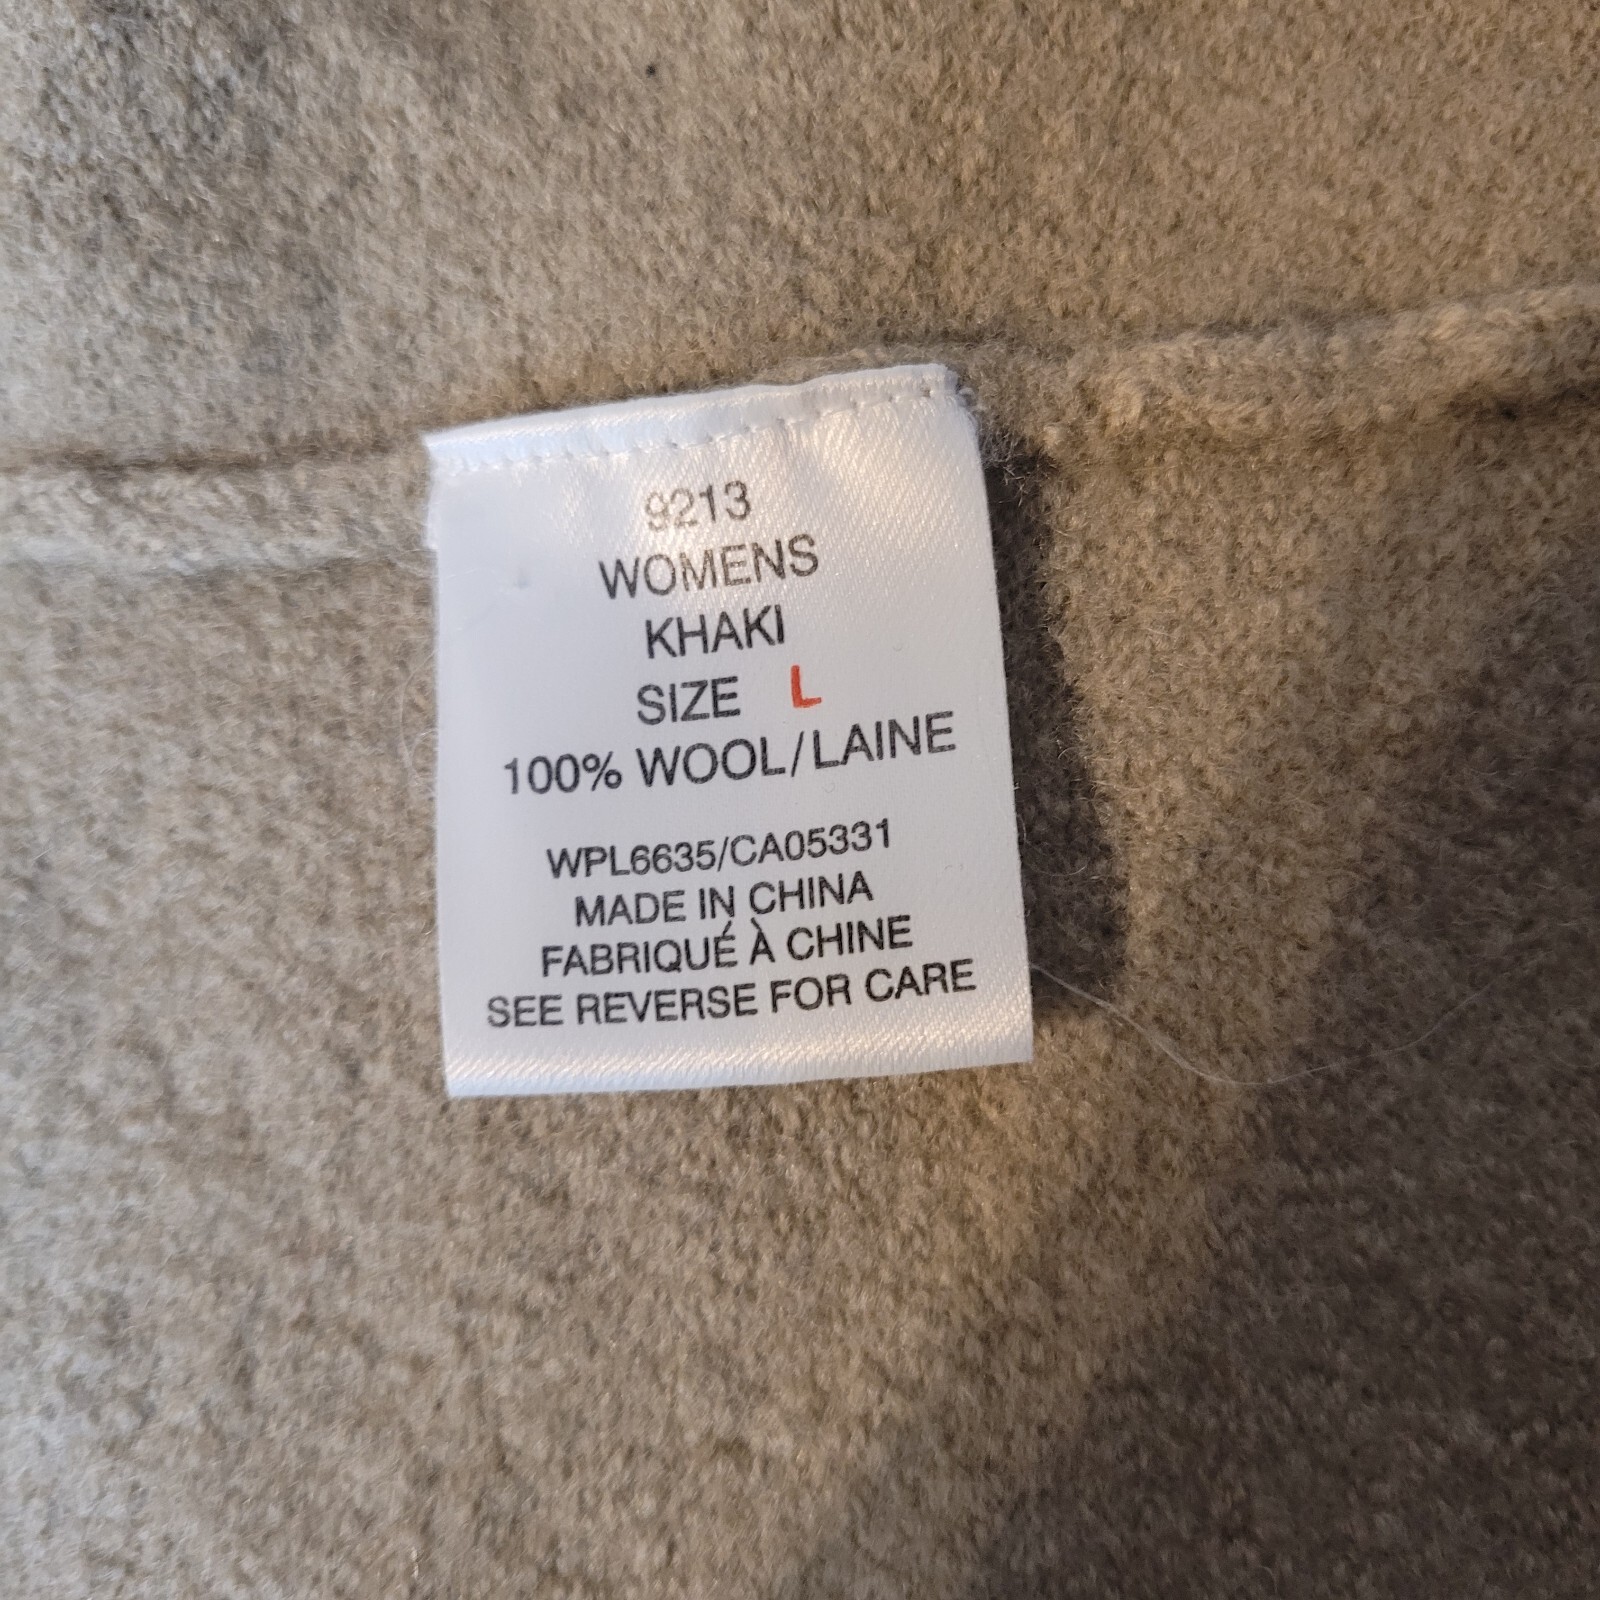 9213
WOMENS
KHAKI
SIZE L
100% WOOL/LAINE
WPL6635/CA05331
MADE IN CHINA
FABRIQUÉ À CHINE
SEE REVERSE FOR CARE